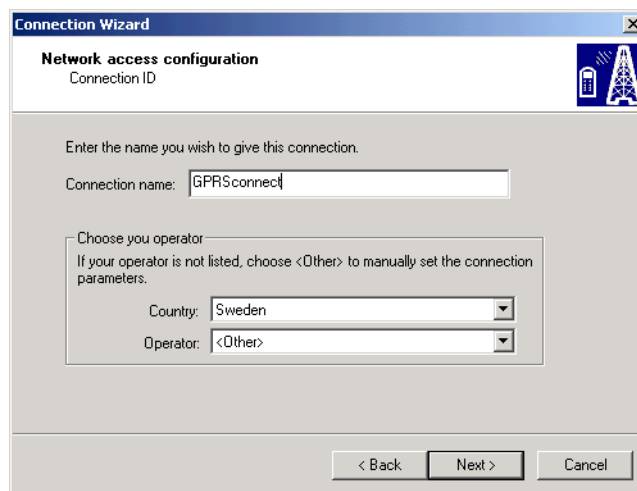 Connection Wizard
Network access configuration
Connection ID
Enter the name you wish to give this connection.
Connection name: GPRSconnect
Choose you operator
If your operator is not listed, choose <Other> to manually set the connection
parameters.
Country: Sweden
Operator: <Other>
< Back Next > Cancel